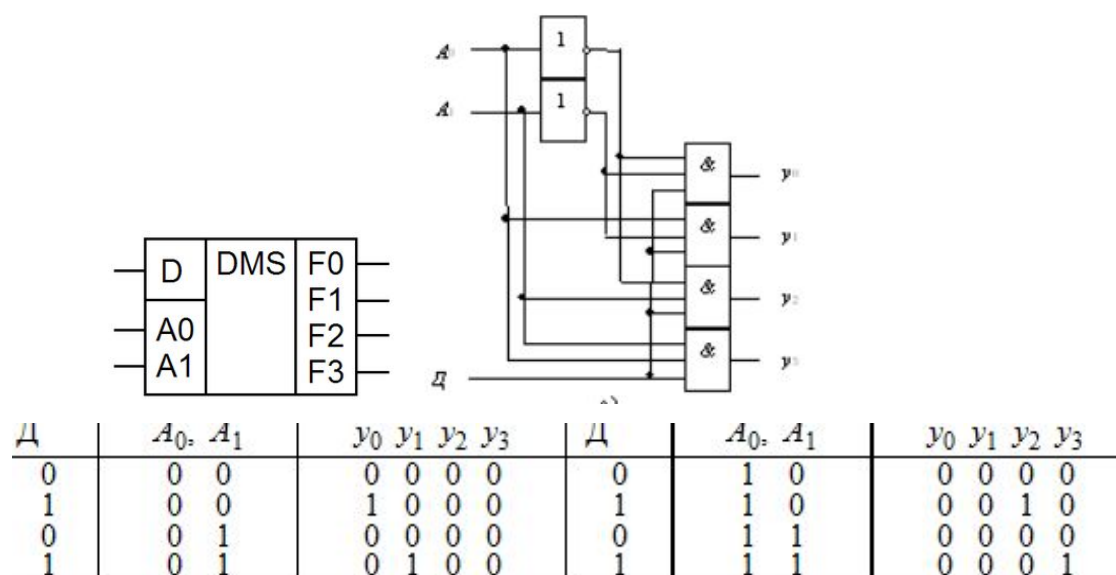 A₀
1
A₁
1
& y₀
& y₁
& y₂
& y₃
Д
D DMS F0
F1
A0 F2
A1 F3
Д A₀, A₁ y₀ y₁ y₂ y₃ Д A₀, A₁ y₀ y₁ y₂ y₃
0 0 0 0 0 0 0 0 1 0 0 0 0 0
1 0 0 1 0 0 0 1 1 0 0 0 1 0
0 0 1 0 0 0 0 0 1 1 0 0 0 0
1 0 1 0 1 0 0 1 1 1 0 0 0 1